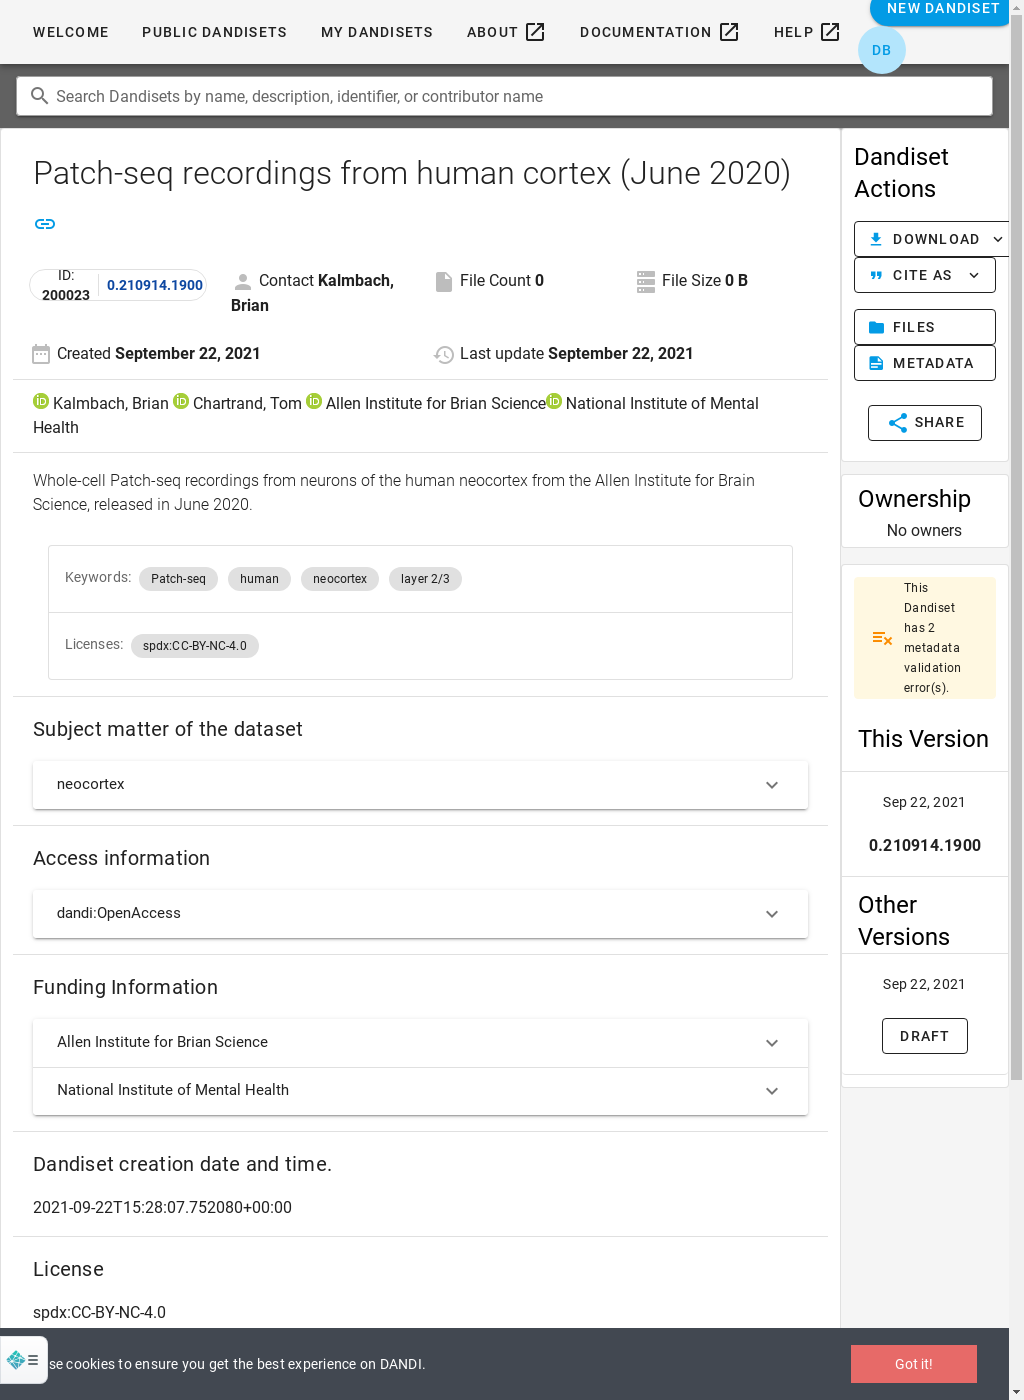 NEW DANDISET
WELCOME PUBLIC DANDISETS MY DANDISETS ABOUT DOCUMENTATION HELP
DB
Search Dandisets by name, description, identifier, or contributor name
Patch-seq recordings from human cortex (June 2020)
ID: 200023 0.210914.1900
Contact Kalmbach, Brian
File Count 0
File Size 0 B
Created September 22, 2021
Last update September 22, 2021
Kalmbach, Brian Chartrand, Tom Allen Institute for Brian Science National Institute of Mental
Health
Whole-cell Patch-seq recordings from neurons of the human neocortex from the Allen Institute for Brain
Science, released in June 2020.
Keywords: Patch-seq human neocortex layer 2/3
Licenses: spdx:CC-BY-NC-4.0
Subject matter of the dataset
neocortex
Access information
dandi:OpenAccess
Funding Information
Allen Institute for Brian Science
National Institute of Mental Health
Dandiset creation date and time.
2021-09-22T15:28:07.752080+00:00
License
spdx:CC-BY-NC-4.0
Dandiset
Actions
DOWNLOAD
CITE AS
FILES
METADATA
SHARE
Ownership
No owners
This
Dandiset
has 2
metadata
validation
error(s).
This Version
Sep 22, 2021
0.210914.1900
Other
Versions
Sep 22, 2021
DRAFT
se cookies to ensure you get the best experience on DANDI.
Got it!